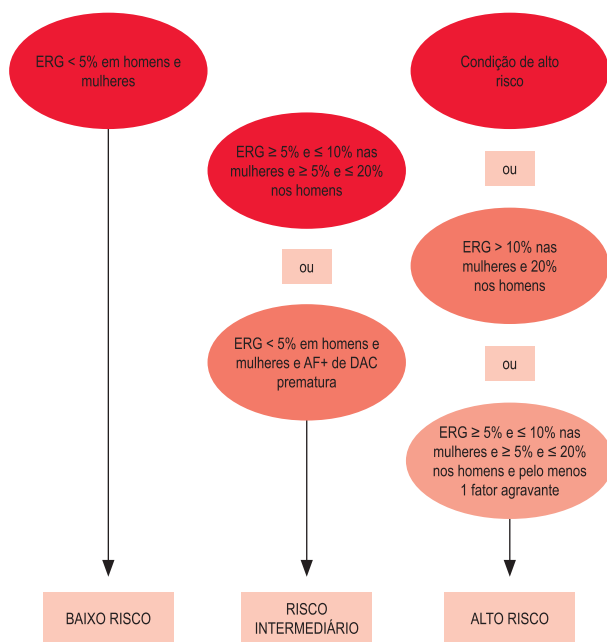 ERG < 5% em homens e
mulheres
BAIXO RISCO
ERG ≥ 5% e ≤ 10% nas
mulheres e ≥ 5% e ≤ 20%
nos homens
ou
ERG < 5% em homens e
mulheres e AF+ de DAC
prematura
RISCO
INTERMEDIÁRIO
Condição de alto
risco
ou
ERG > 10% nas
mulheres e 20%
nos homens
ou
ERG ≥ 5% e ≤ 10% nas
mulheres e ≥ 5% e ≤ 20%
nos homens e pelo menos
1 fator agravante
ALTO RISCO